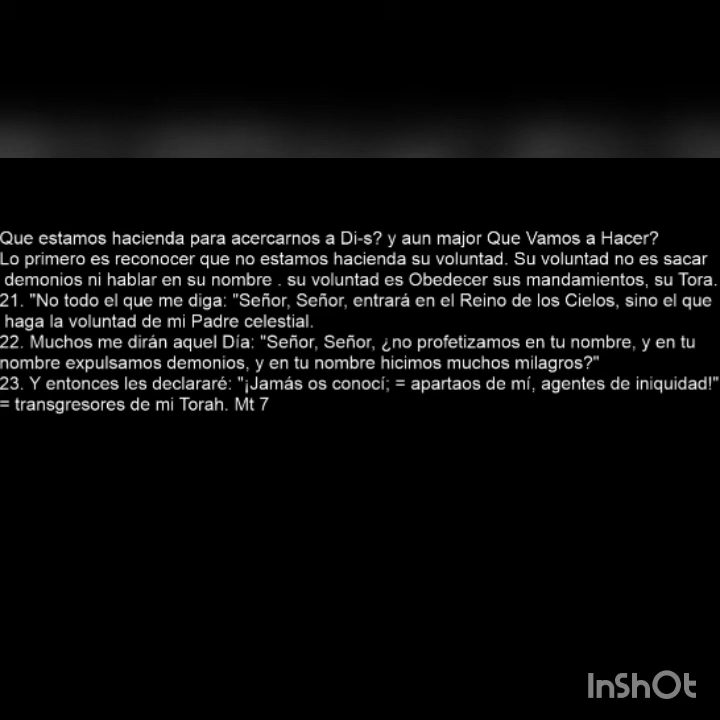 Que estamos hacienda para acercarnos a Di-s? y aun major Que Vamos a Hacer?
Lo primero es reconocer que no estamos hacienda su voluntad. Su voluntad no es sacar
demonios ni hablar en su nombre . su voluntad es Obedecer sus mandamientos, su Tora.
21. "No todo el que me diga: "Señor, Señor, entrará en el Reino de los Cielos, sino el que
haga la voluntad de mi Padre celestial.
22. Muchos me dirán aquel Día: "Señor, Señor, ¿no profetizamos en tu nombre, y en tu
nombre expulsamos demonios, y en tu nombre hicimos muchos milagros?"
23. Y entonces les declararé: "¡Jamás os conocí; = apartaos de mí, agentes de iniquidad!"
= transgresores de mi Torah. Mt 7
InShOt